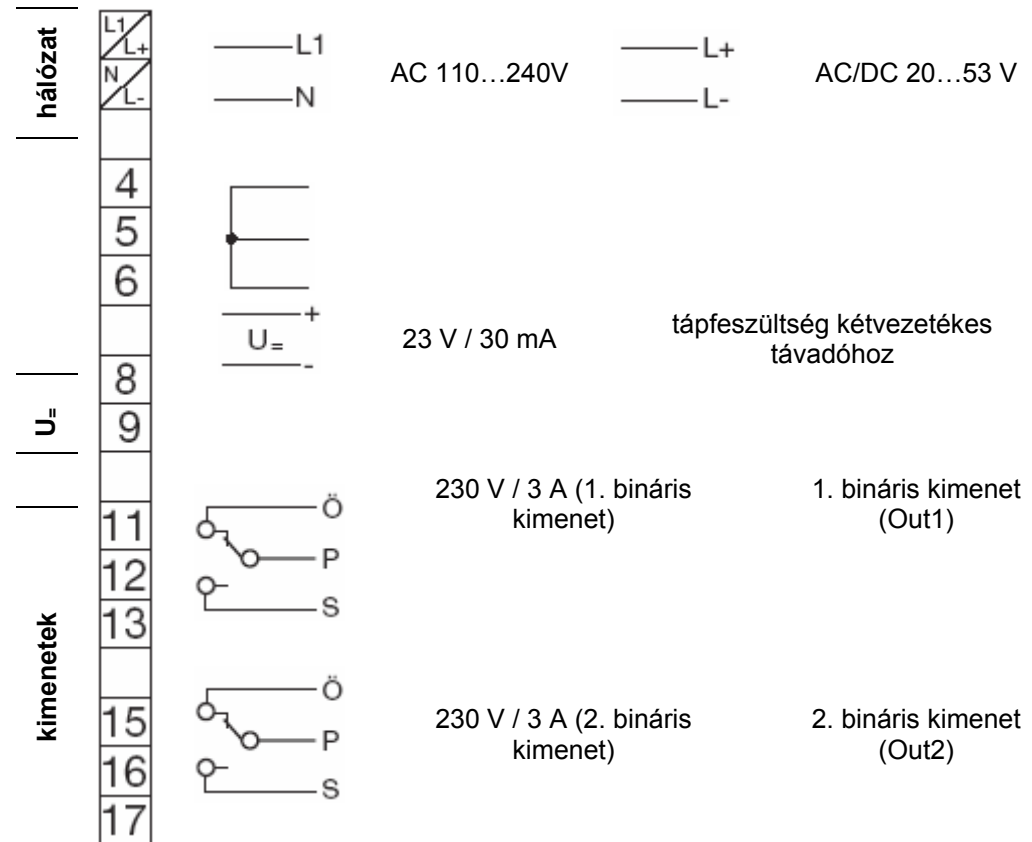 hálózat
L1
L+
N
L-
L1
N
AC 110…240V
L+
L-
AC/DC 20…53 V
4
5
6
+
U=
-
23 V / 30 mA
tápfeszültség kétvezetékes
távadóhoz
8
U=
9
230 V / 3 A (1. bináris
kimenet)
1. bináris kimenet
(Out1)
kimenetek
11
12
13
Ö
P
S
15
16
17
Ö
P
S
230 V / 3 A (2. bináris
kimenet)
2. bináris kimenet
(Out2)